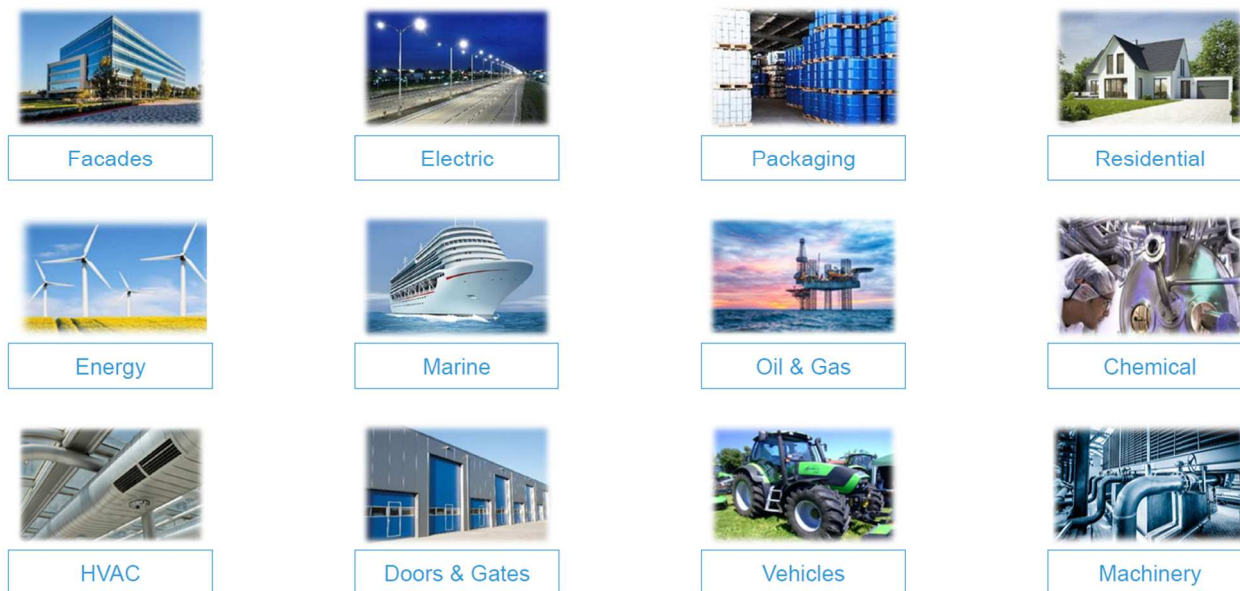 Facades
Electric
Packaging
Residential
Energy
Marine
Oil & Gas
Chemical
HVAC
Doors & Gates
Vehicles
Machinery